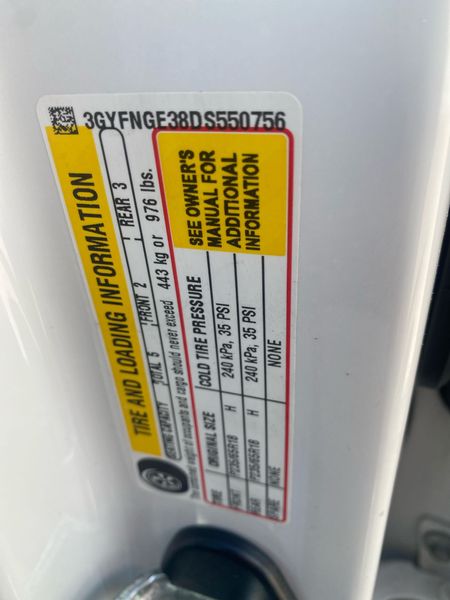 3GYFNGE38DS550756
TIRE AND LOADING INFORMATION
SEATING CAPACITY TOTAL 5 FRONT 2 REAR 3
The combined weight of occupants and cargo should never exceed 443 kg or 976 lbs.
TIRE ORIGINAL SIZE COLD TIRE PRESSURE
FRONT P235/65R18 H 240 kPa, 35 PSI
REAR P235/65R18 H 240 kPa, 35 PSI
SPARE NONE NONE
SEE OWNER'S
MANUAL FOR
ADDITIONAL
INFORMATION